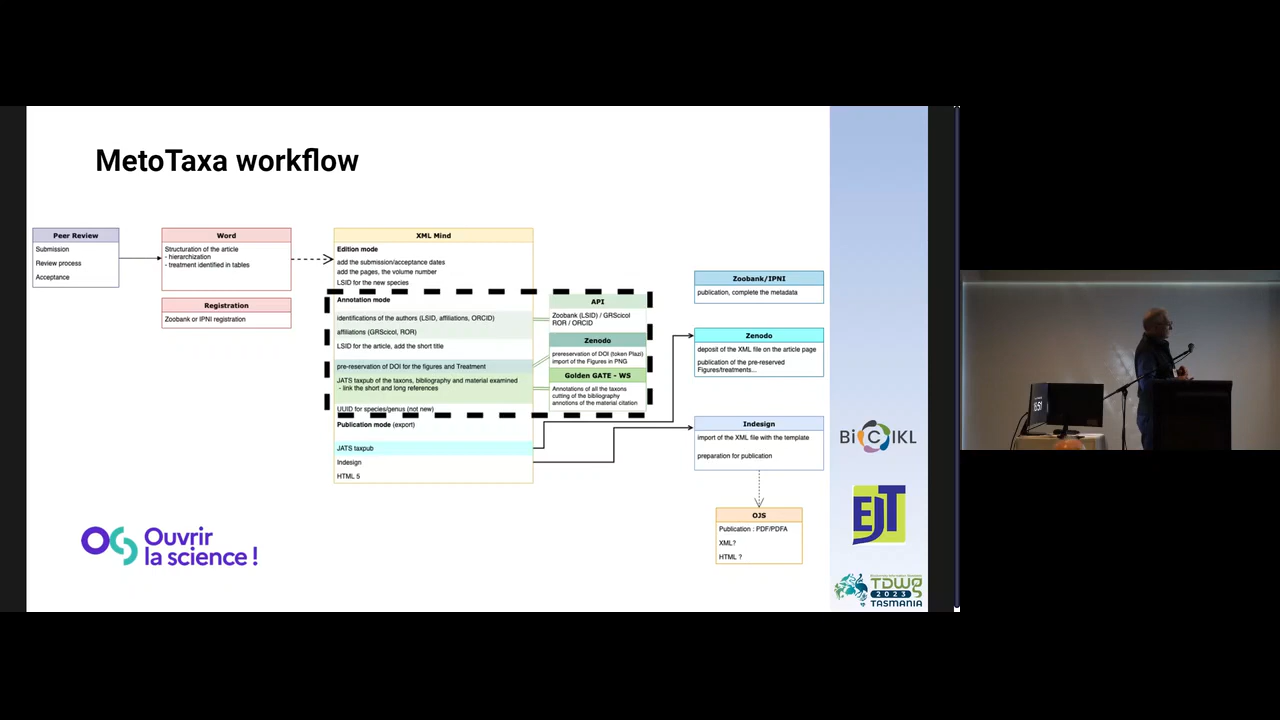 MetoTaxa workflow
Peer Review
Submission
Review process
Acceptance
Word
Structuration of the article
- hierarchization
- treatment identified in tables
Registration
Zoobank or IPNI registration
XML Mind
Edition mode
add the submission/acceptance dates
add the pages, the volume number
LSID for the new species
Annotation mode
identifications of the authors (LSID, affiliations, ORCID)
affiliations (GRScicol, ROR)
LSID for the article, add the short title
pre-reservation of DOI for the figures and Treatment
JATS taxpub of the taxons, bibliography and material examined
- link the short and long references
UUID for species/genus (not new)
Publication mode (export)
JATS taxpub
Indesign
HTML 5
API
Zoobank (LSID) / GRScicol
ROR / ORCID
Zenodo
prereservation of DOI (token Plazi)
import of the Figures in PNG
Golden GATE - WS
Annotations of all the taxons
cutting of the bibliography
annotions of the material citation
Zoobank/IPNI
publication, complete the metadata
Zenodo
deposit of the XML file on the article page
publication of the pre-reserved
Figures/treatments...
Indesign
import of the XML file with the template
preparation for publication
OJS
Publication : PDF/PDFA
XML?
HTML ?
OS Ouvrir
la science !
BiCIKL
EJT
TDWG
2023
TASMANIA